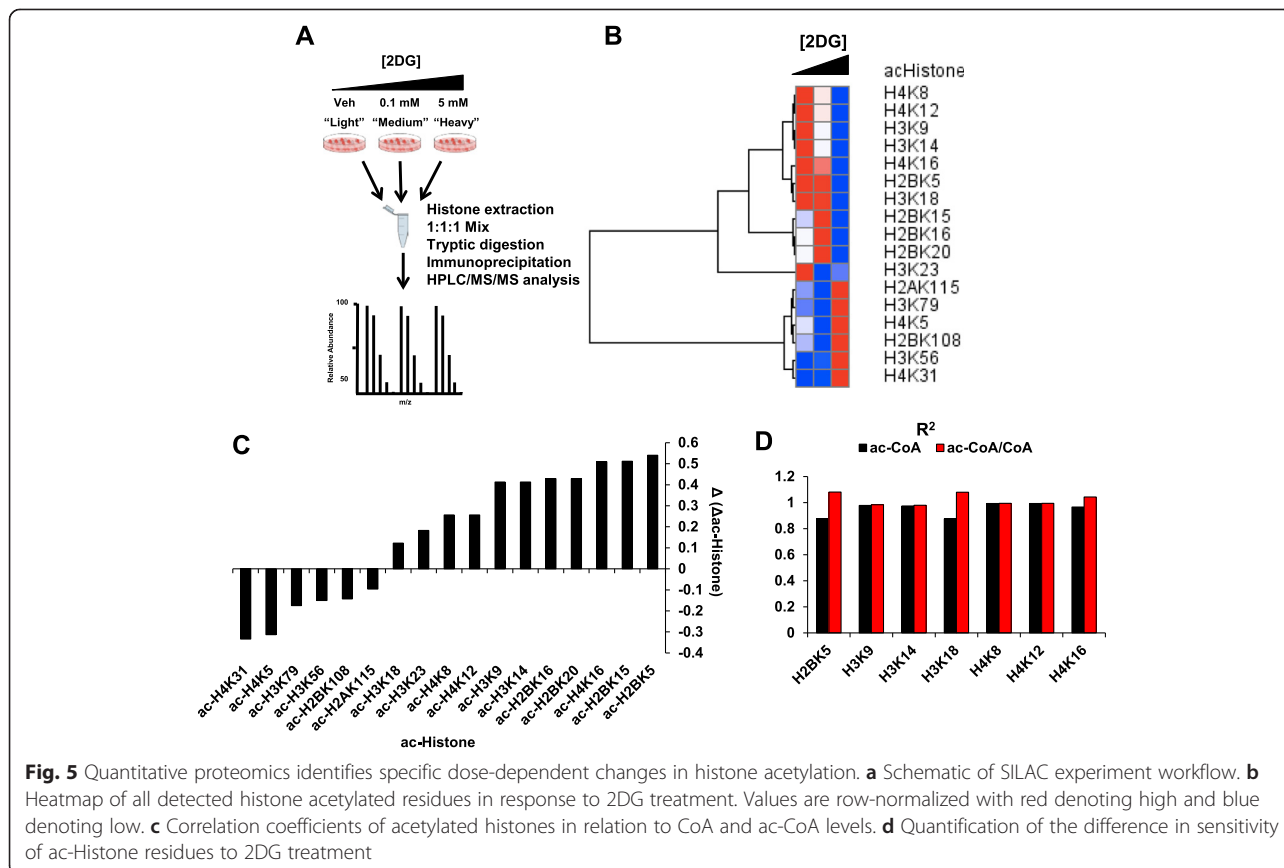 A
[2DG]
Veh 0.1 mM 5 mM
“Light” “Medium” “Heavy”
Histone extraction
1:1:1 Mix
Tryptic digestion
Immunoprecipitation
HPLC/MS/MS analysis
100
Relative Abundance
50
m/z
B
[2DG]
acHistone
H4K8
H4K12
H3K9
H3K14
H4K16
H2BK5
H3K18
H2BK15
H2BK16
H2BK20
H3K23
H2AK115
H3K79
H4K5
H2BK108
H3K56
H4K31
C
0.6
0.5
0.4
0.3
0.2
0.1
0
-0.1
-0.2
-0.3
-0.4
Δ (Δac-Histone)
ac-H4K31
ac-H4K5
ac-H3K79
ac-H3K56
ac-H2BK108
ac-H2AK115
ac-H3K18
ac-H3K23
ac-H4K8
ac-H4K12
ac-H3K9
ac-H3K14
ac-H2BK16
ac-H2BK20
ac-H4K16
ac-H2BK15
ac-H2BK5
ac-Histone
D
R²
ac-CoA ac-CoA/CoA
1.2
1
0.8
0.6
0.4
0.2
0
H2BK5
H3K9
H3K14
H3K18
H4K8
H4K12
H4K16
Fig. 5 Quantitative proteomics identifies specific dose-dependent changes in histone acetylation. a Schematic of SILAC experiment workflow. b
Heatmap of all detected histone acetylated residues in response to 2DG treatment. Values are row-normalized with red denoting high and blue
denoting low. c Correlation coefficients of acetylated histones in relation to CoA and ac-CoA levels. d Quantification of the difference in sensitivity
of ac-Histone residues to 2DG treatment